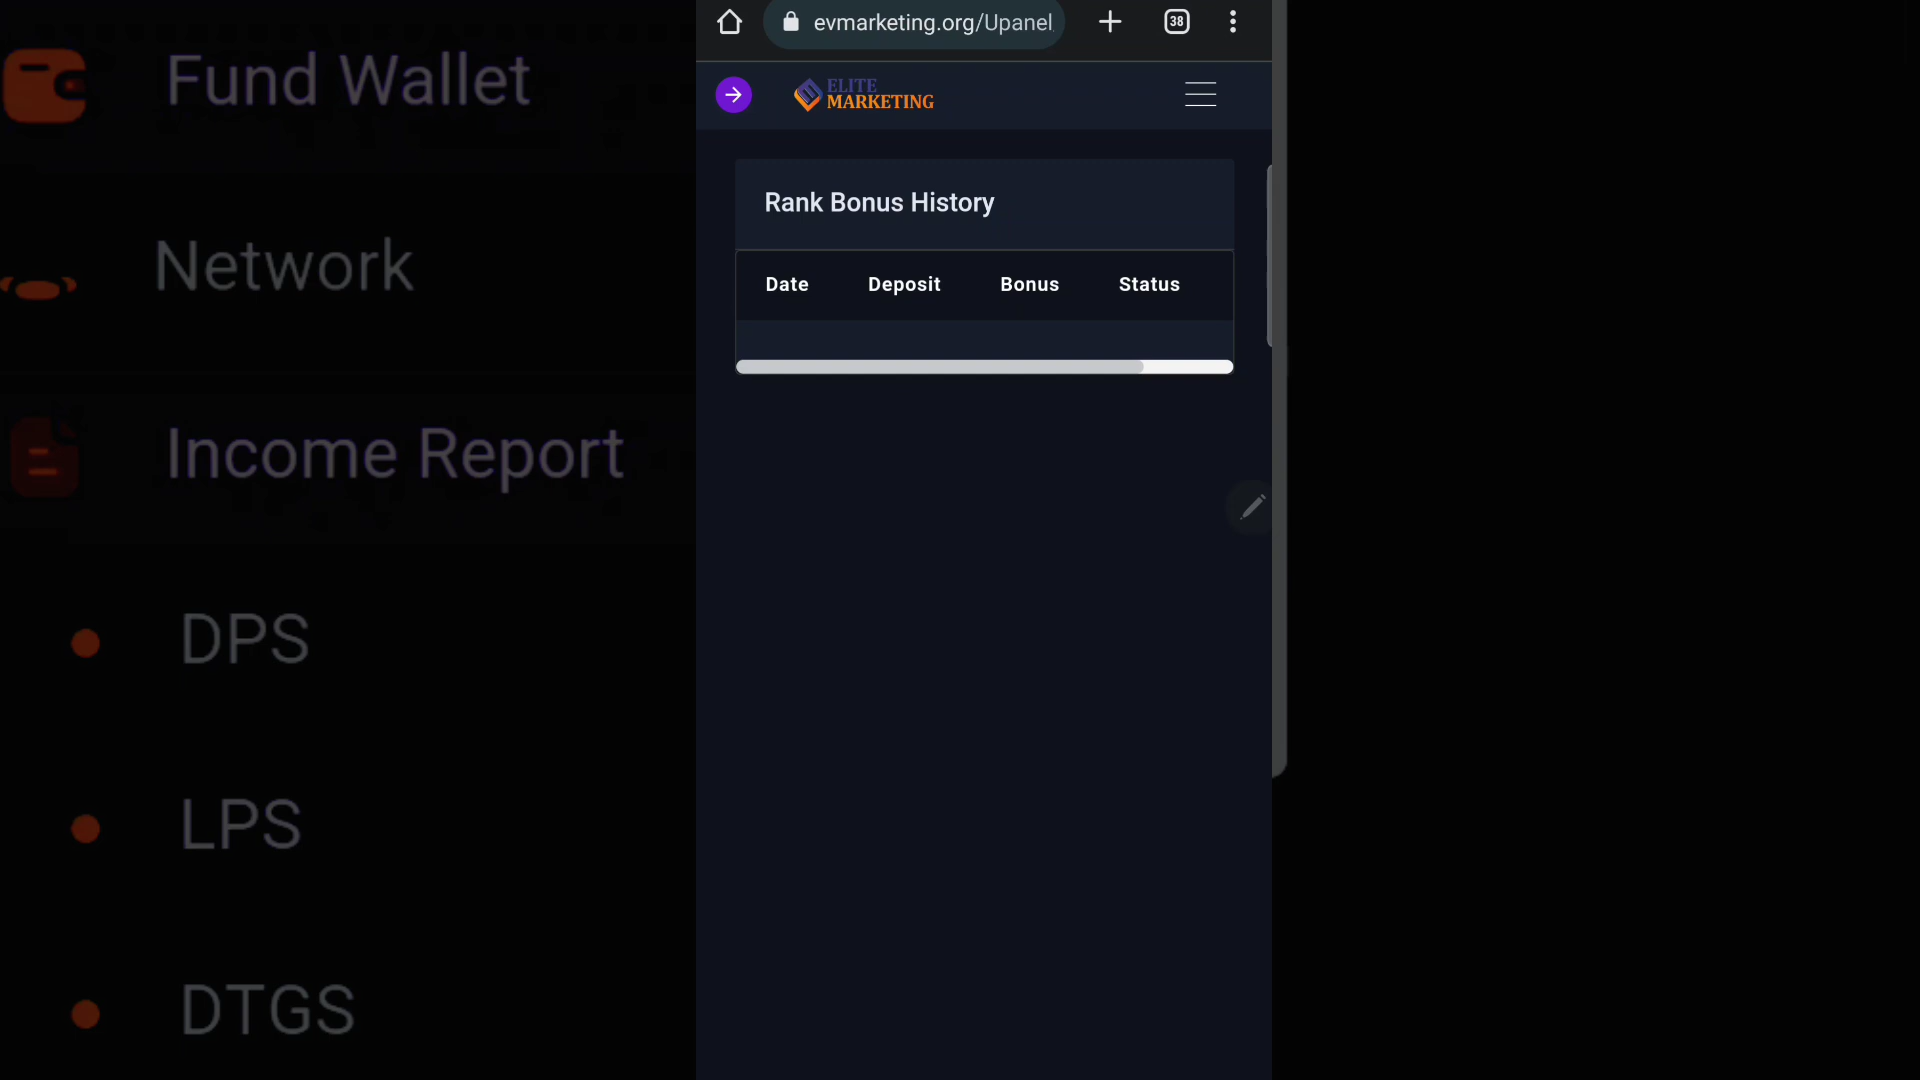 Fund Wallet
Network
Income Report
DPS
LPS
DTGS
evmarketing.org/Upanel
38
ELITE
MARKETING
Rank Bonus History
Date Deposit Bonus Status